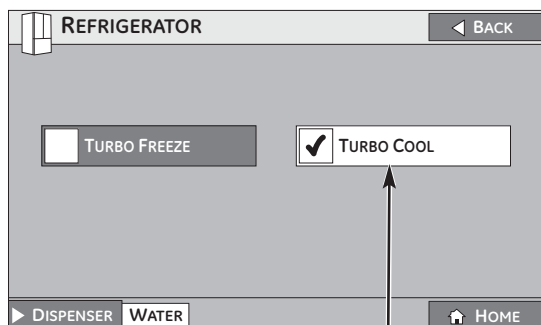 REFRIGERATOR
BACK
TURBO FREEZE
TURBO COOL
DISPENSER
WATER
HOME